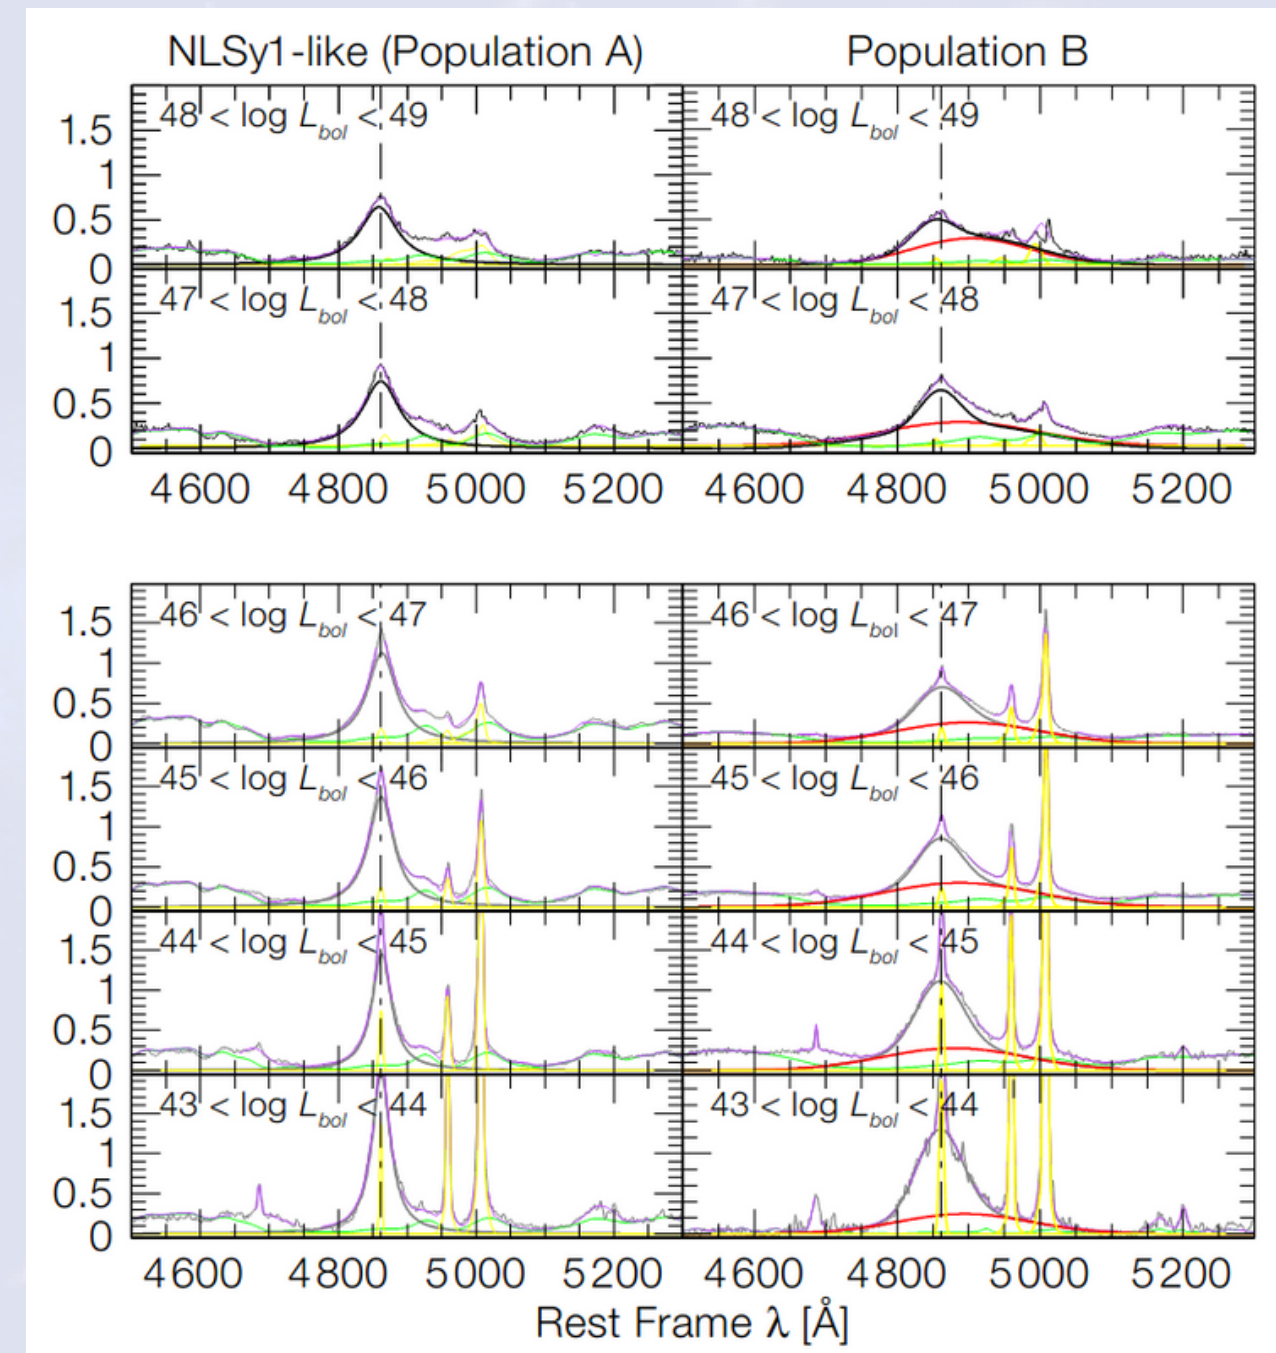 NLSy1-like (Population A) Population B
48 < log L_bol < 49 48 < log L_bol < 49
1.5
1
0.5
0
47 < log L_bol < 48 47 < log L_bol < 48
1.5
1
0.5
0
4600 4800 5000 5200 4600 4800 5000 5200
46 < log L_bol < 47 46 < log L_bol < 47
1.5
1
0.5
0
45 < log L_bol < 46 45 < log L_bol < 46
1.5
1
0.5
0
44 < log L_bol < 45 44 < log L_bol < 45
1.5
1
0.5
0
43 < log L_bol < 44 43 < log L_bol < 44
1.5
1
0.5
0
4600 4800 5000 5200 4600 4800 5000 5200
Rest Frame λ [Å]